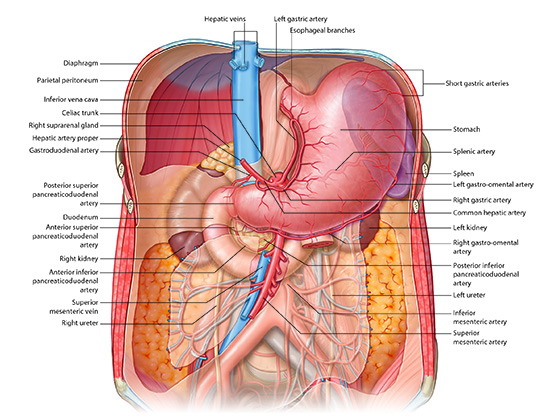 Hepatic veins
Left gastric artery
Esophageal branches
Diaphragm
Parietal peritoneum
Inferior vena cava
Celiac trunk
Right suprarenal gland
Hepatic artery proper
Gastroduodenal artery
Posterior superior
pancreaticoduodenal
artery
Duodenum
Anterior superior
pancreaticoduodenal
artery
Right kidney
Anterior inferior
pancreaticoduodenal
artery
Superior
mesenteric vein
Right ureter
Short gastric arteries
Stomach
Splenic artery
Spleen
Left gastro-omental artery
Right gastric artery
Common hepatic artery
Left kidney
Right gastro-omental
artery
Posterior inferior
pancreaticoduodenal
artery
Left ureter
Inferior
mesenteric artery
Superior
mesenteric artery